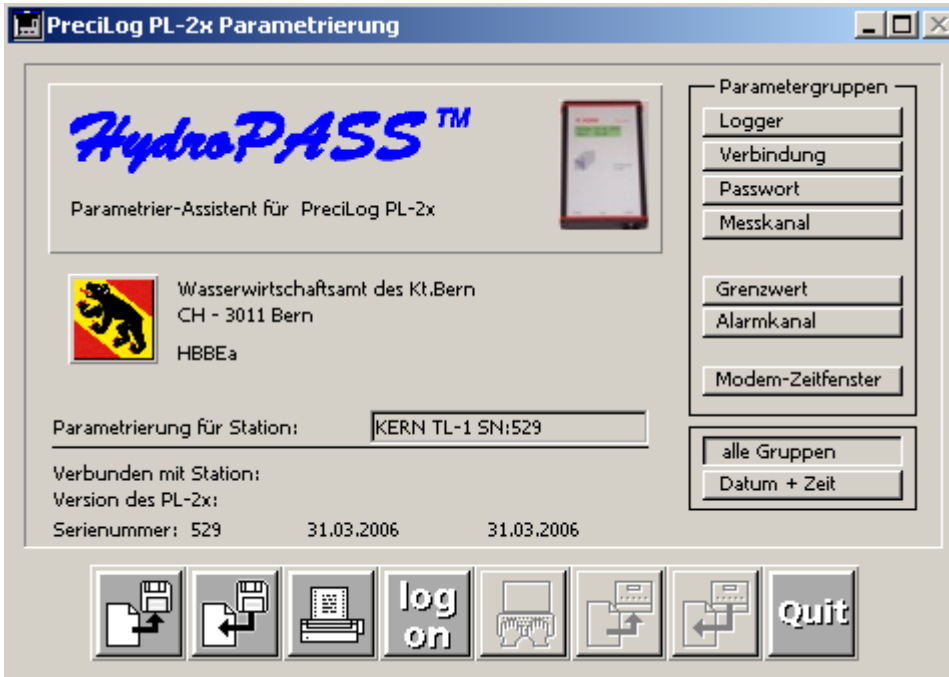 PreciLog PL-2x Parametrierung
HydroPASS™
Parametrier-Assistent für PreciLog PL-2x
Wasserwirtschaftsamt des Kt.Bern
CH - 3011 Bern
HBBEa
Parametrierung für Station: KERN TL-1 SN:529
Verbunden mit Station:
Version des PL-2x:
Serienummer: 529 31.03.2006 31.03.2006
Parametergruppen
Logger
Verbindung
Passwort
Messkanal
Grenzwert
Alarmkanal
Modem-Zeitfenster
alle Gruppen
Datum + Zeit
log
on
Quit